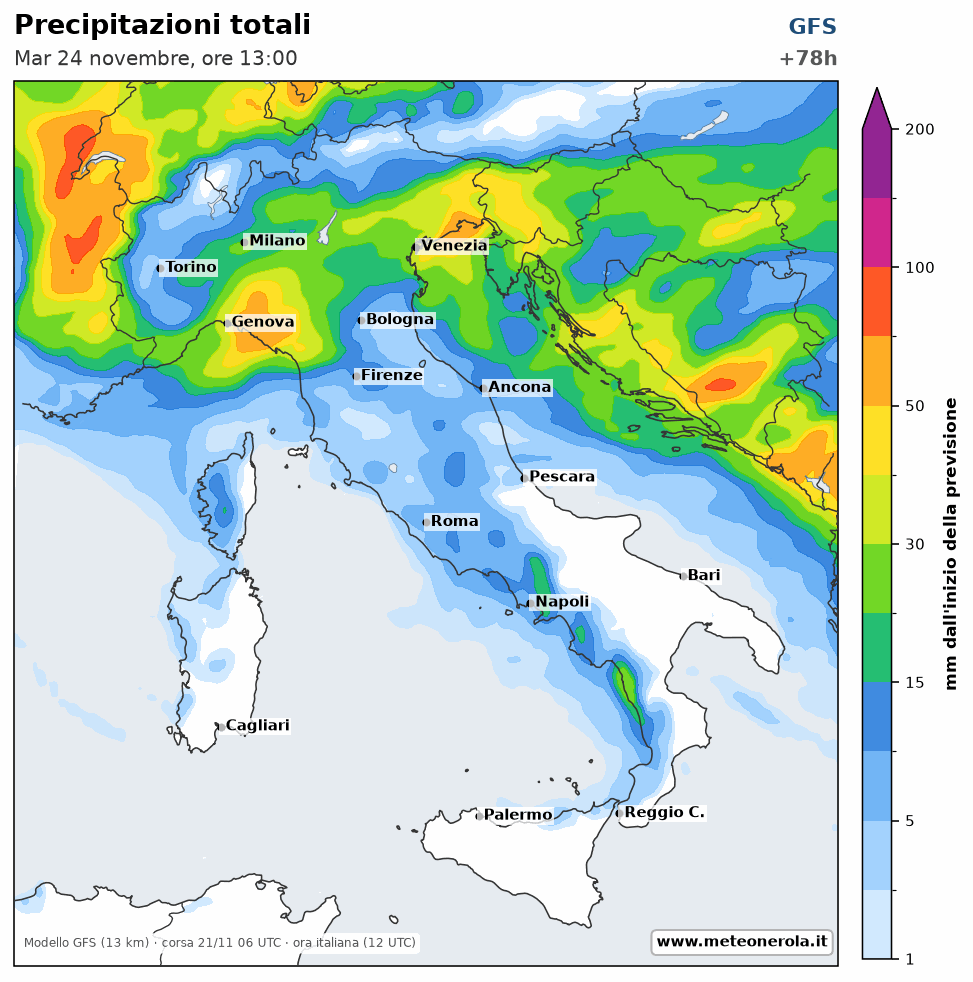 Precipitazioni totali
GFS
Mar 24 novembre, ore 13:00
+78h
200
100
50
30
15
5
1
mm dall'inizio della previsione
Milano
Venezia
Torino
Genova
Bologna
Firenze
Ancona
Pescara
Roma
Bari
Napoli
Cagliari
Palermo
Reggio C.
Modello GFS (13 km) · corsa 21/11 06 UTC · ora italiana (12 UTC)
www.meteonerola.it